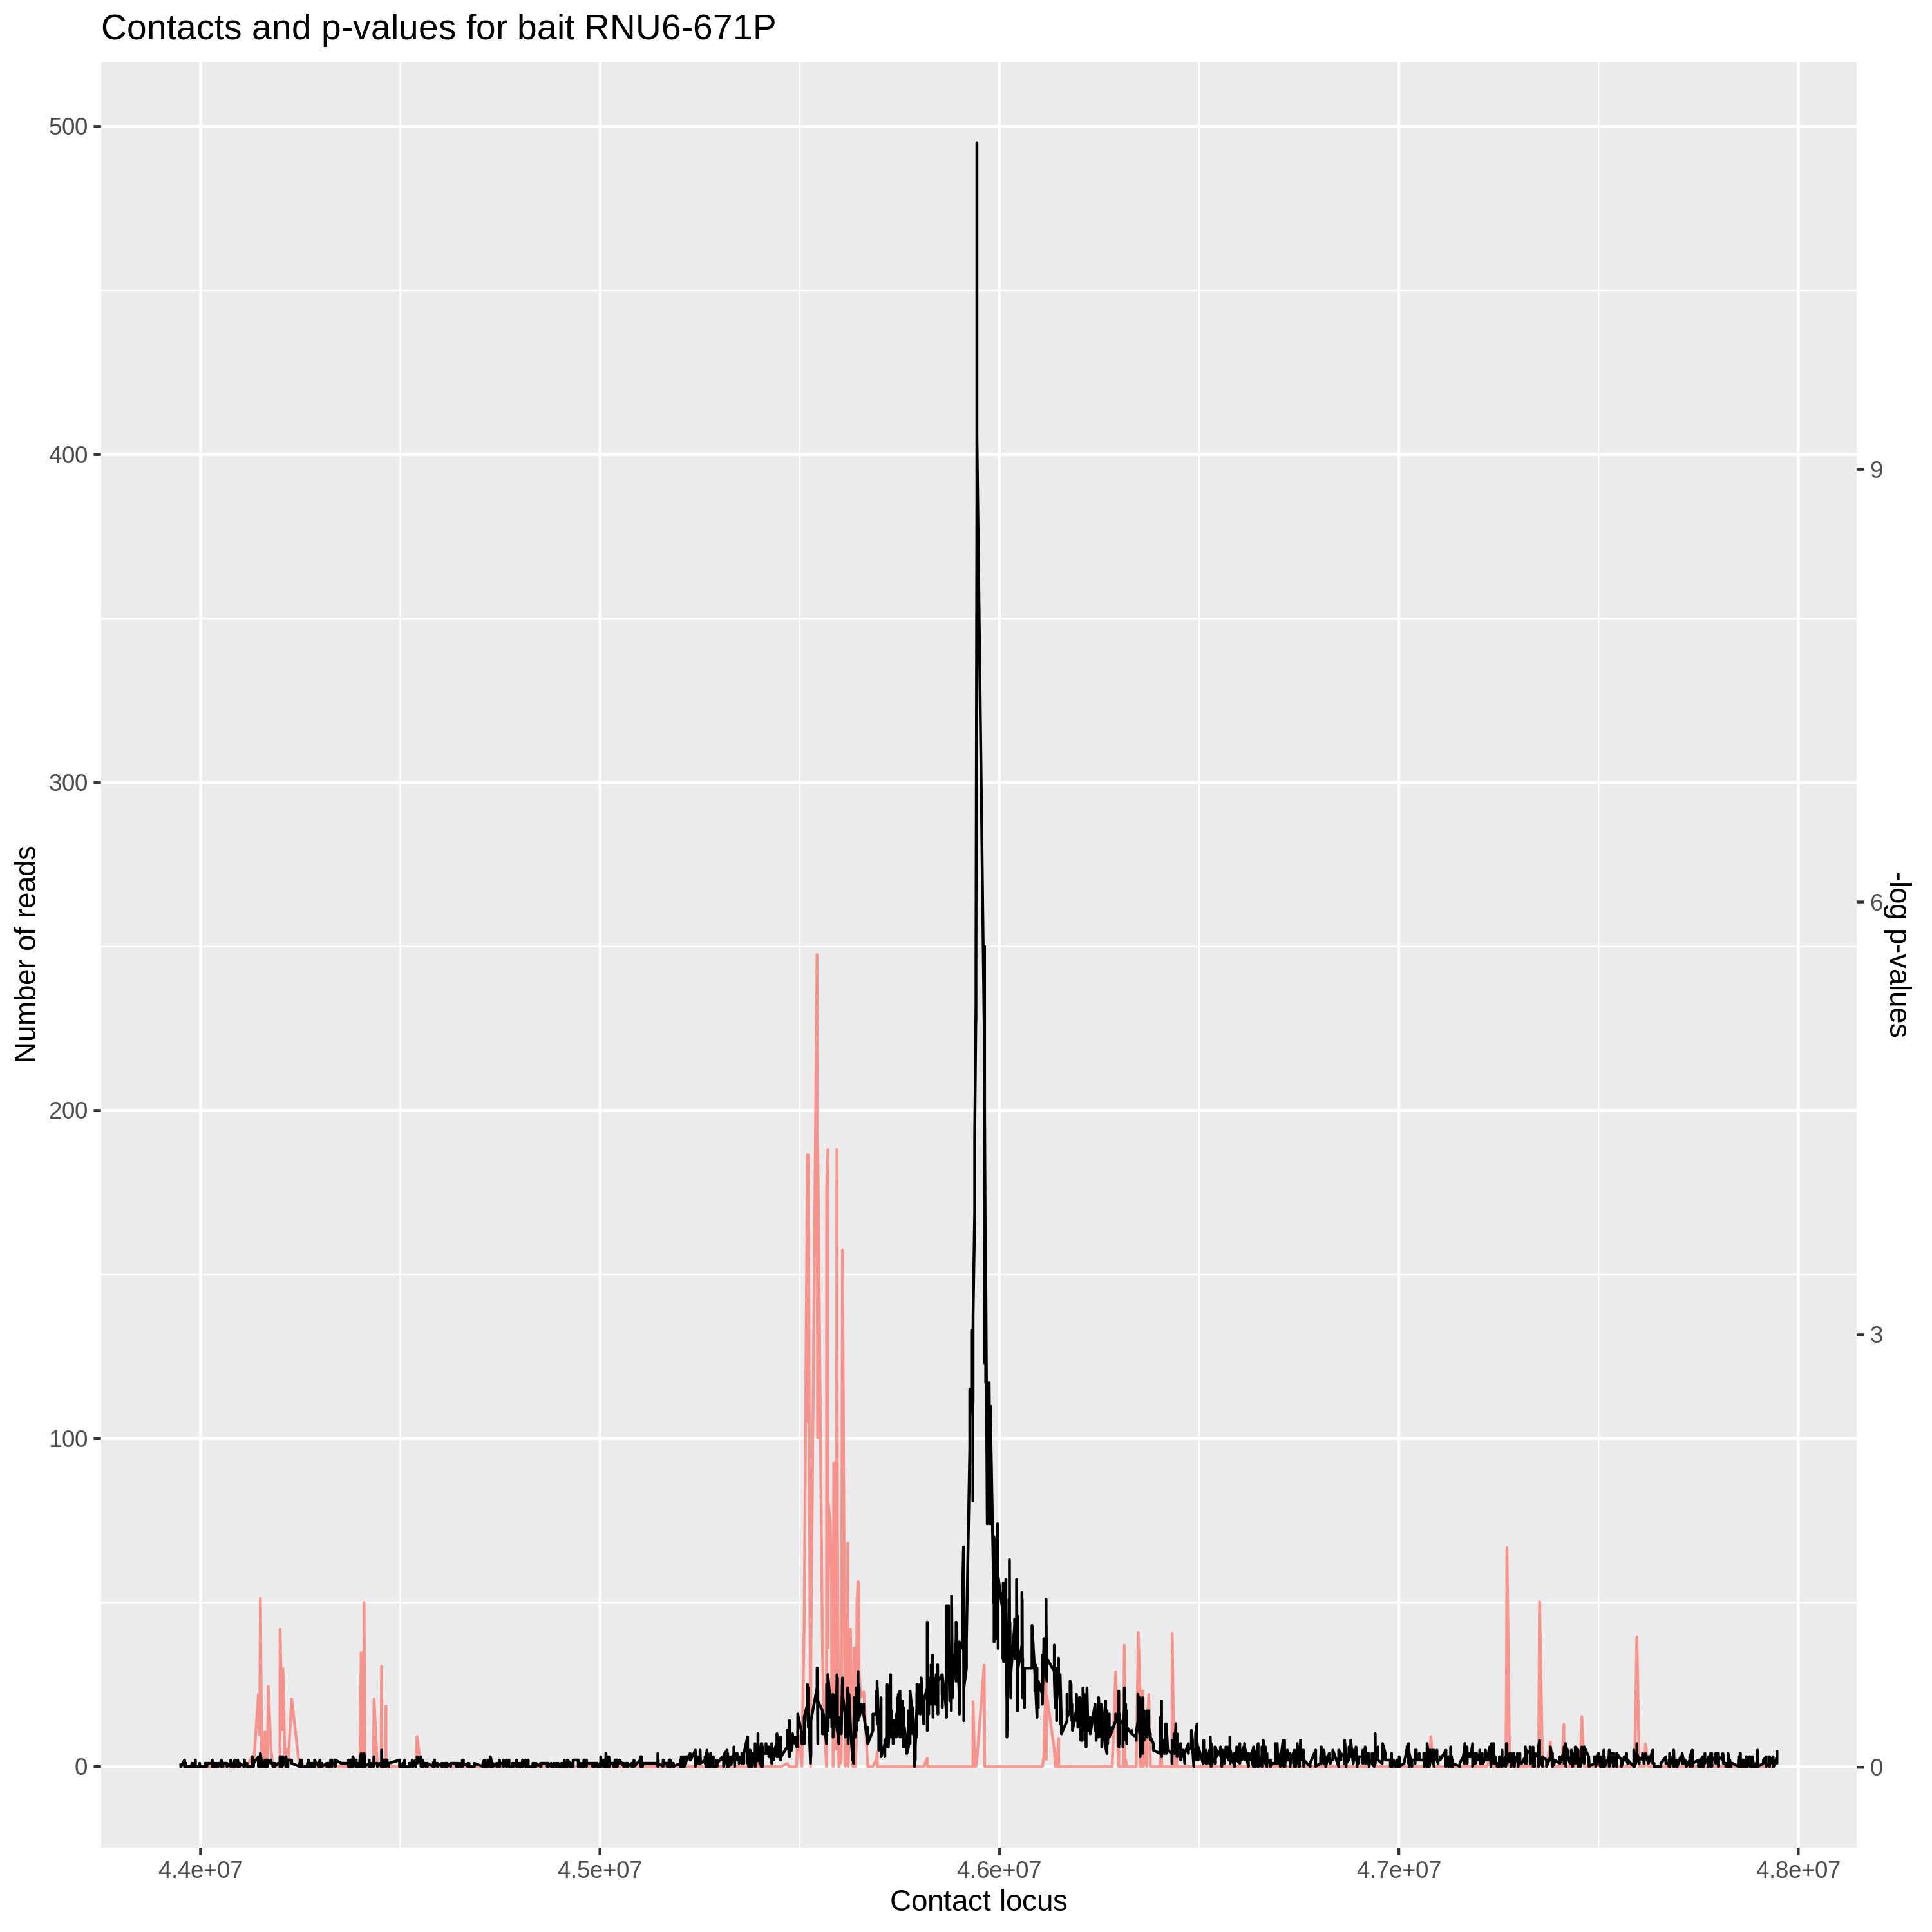 Contacts and p-values for bait RNU6-671P
500
400
300
200
100
0
Number of reads
9
6
3
0
-log p-values
4.4e+07
4.5e+07
4.6e+07
4.7e+07
4.8e+07
Contact locus